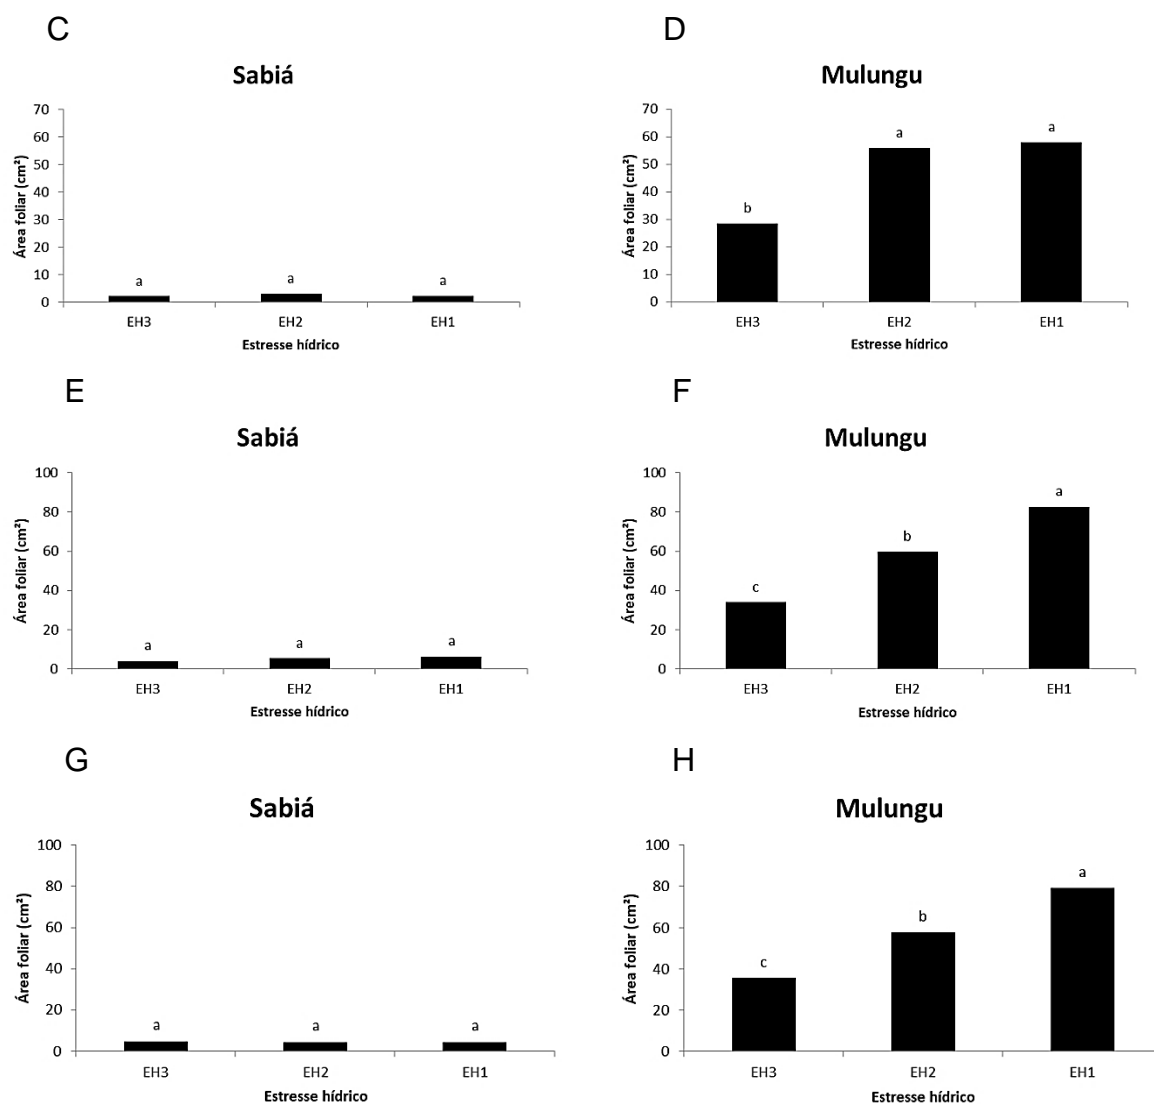 C
Sabiá
Área foliar (cm²)
70
60
50
40
30
20
10
0
a
a
a
EH3
EH2
EH1
Estresse hídrico
D
Mulungu
Área foliar (cm²)
70
60
50
40
30
20
10
0
b
a
a
EH3
EH2
EH1
Estresse hídrico
E
Sabiá
Área foliar (cm²)
100
80
60
40
20
0
a
a
a
EH3
EH2
EH1
Estresse hídrico
F
Mulungu
Área foliar (cm²)
100
80
60
40
20
0
c
b
a
EH3
EH2
EH1
Estresse hídrico
G
Sabiá
Área foliar (cm²)
100
80
60
40
20
0
a
a
a
EH3
EH2
EH1
Estresse hídrico
H
Mulungu
Área foliar (cm²)
100
80
60
40
20
0
c
b
a
EH3
EH2
EH1
Estresse hídrico